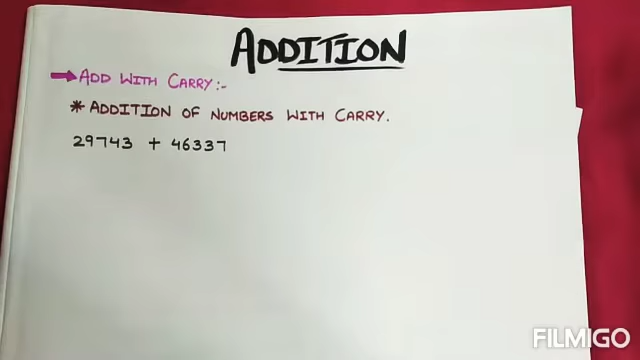 ADDITION
ADD WITH CARRY:-
* ADDITION OF NUMBERS WITH CARRY.
29743 + 46337
FILMIGO